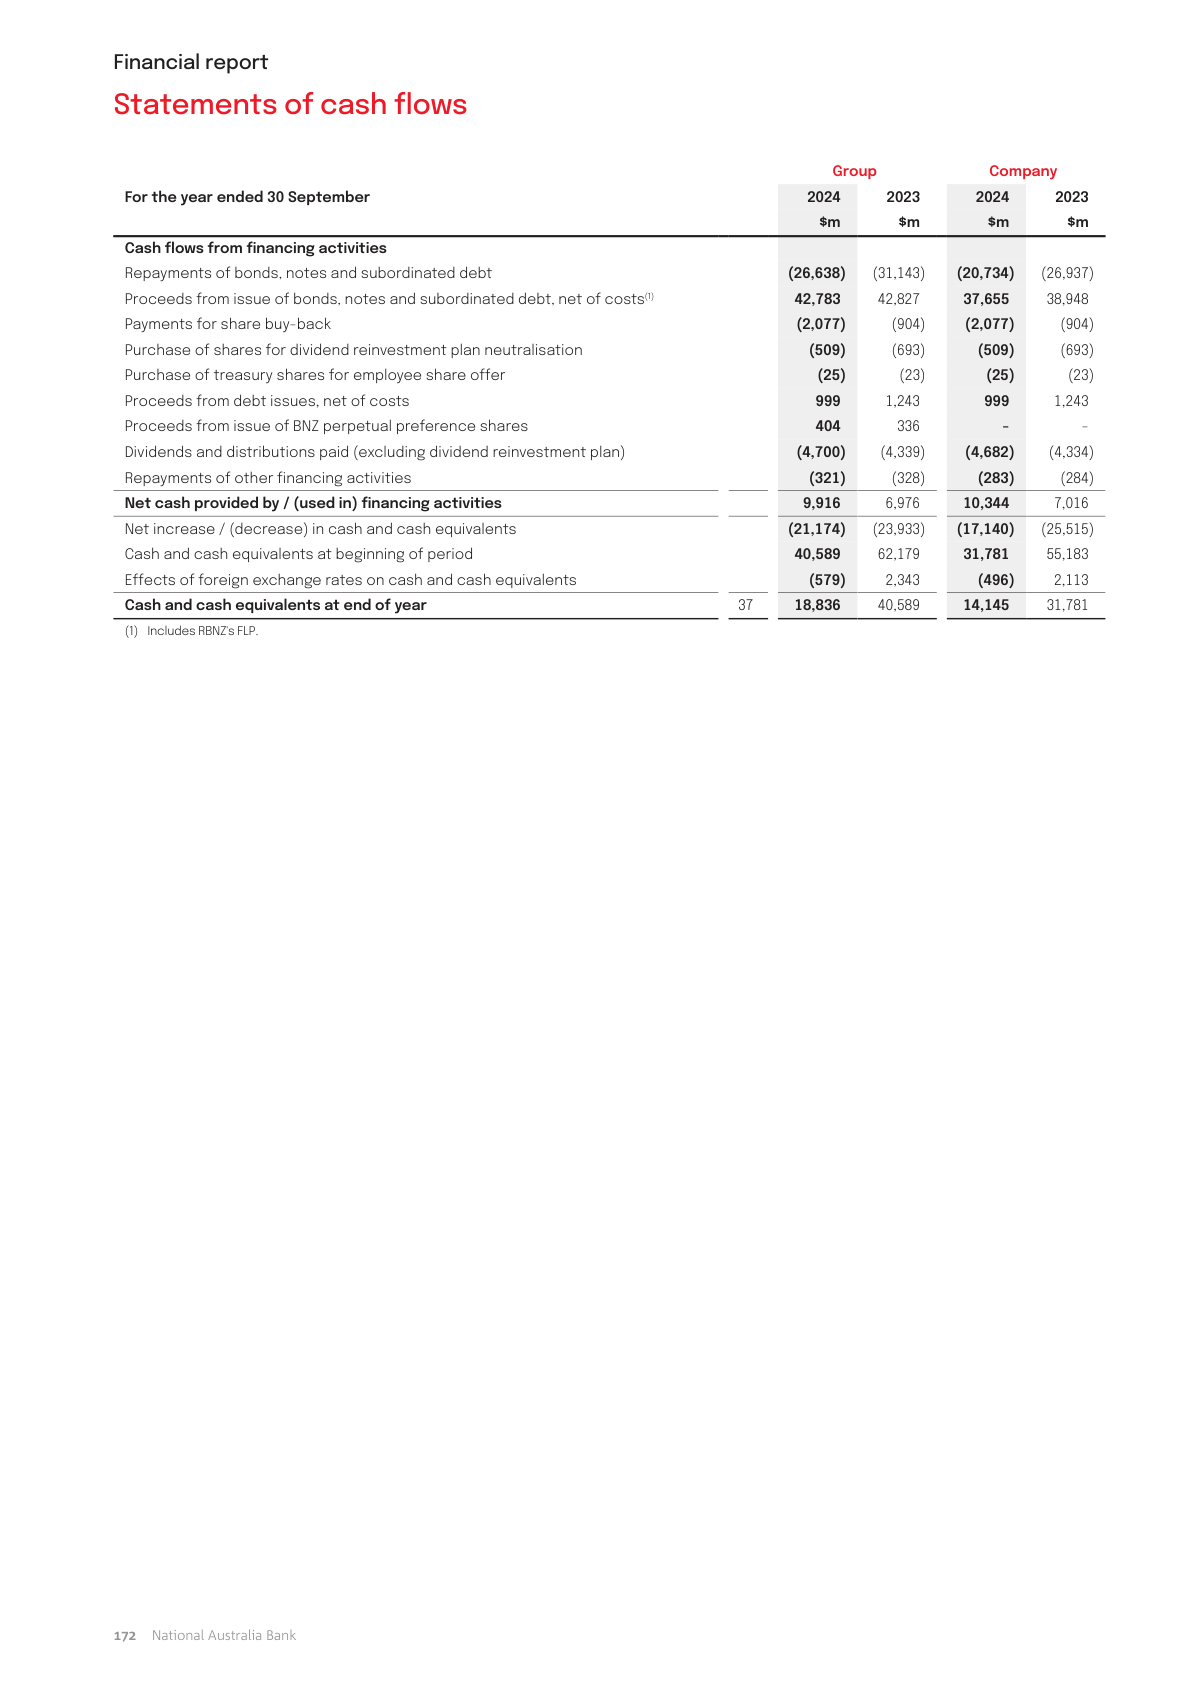 Financial report
Statements of cash flows
Group Company
For the year ended 30 September 2024 2023 2024 2023
$m $m $m $m
Cash flows from financing activities
Repayments of bonds, notes and subordinated debt (26,638) (31,143) (20,734) (26,937)
Proceeds from issue of bonds, notes and subordinated debt, net of costs(1) 42,783 42,827 37,655 38,948
Payments for share buy-back (2,077) (904) (2,077) (904)
Purchase of shares for dividend reinvestment plan neutralisation (509) (693) (509) (693)
Purchase of treasury shares for employee share offer (25) (23) (25) (23)
Proceeds from debt issues, net of costs 999 1,243 999 1,243
Proceeds from issue of BNZ perpetual preference shares 404 336 – –
Dividends and distributions paid (excluding dividend reinvestment plan) (4,700) (4,339) (4,682) (4,334)
Repayments of other financing activities (321) (328) (283) (284)
Net cash provided by / (used in) financing activities 9,916 6,976 10,344 7,016
Net increase / (decrease) in cash and cash equivalents (21,174) (23,933) (17,140) (25,515)
Cash and cash equivalents at beginning of period 40,589 62,179 31,781 55,183
Effects of foreign exchange rates on cash and cash equivalents (579) 2,343 (496) 2,113
Cash and cash equivalents at end of year 37 18,836 40,589 14,145 31,781
(1) Includes RBNZ's FLP.
172 National Australia Bank